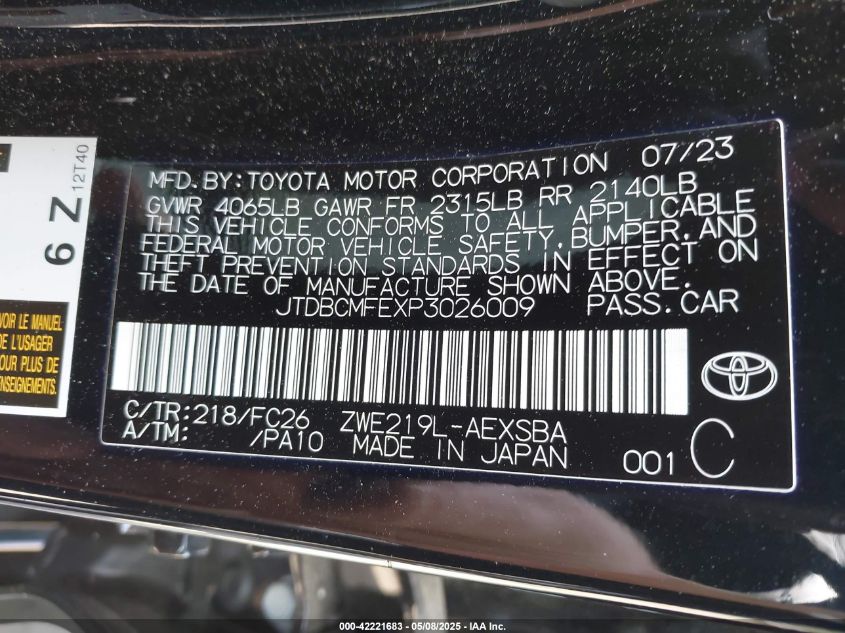 MFD. BY: TOYOTA MOTOR CORPORATION 07/23
GVWR 4065LB GAWR FR 2315LB RR 2140LB
THIS VEHICLE CONFORMS TO ALL APPLICABLE
FEDERAL MOTOR VEHICLE SAFETY, BUMPER, AND
THEFT PREVENTION STANDARDS IN EFFECT ON
THE DATE OF MANUFACTURE SHOWN ABOVE.
JTDBCMFEXP3026009 PASS. CAR
C/TR: 218/FC26 ZWE219L-AEXSBA
A/TM: /PA10 MADE IN JAPAN 001 C
6 Z
12T40
VOIR LE MANUEL
DE L'USAGER
POUR PLUS DE
RENSEIGNEMENTS.
000-42221683 - 05/08/2025 - IAA Inc.